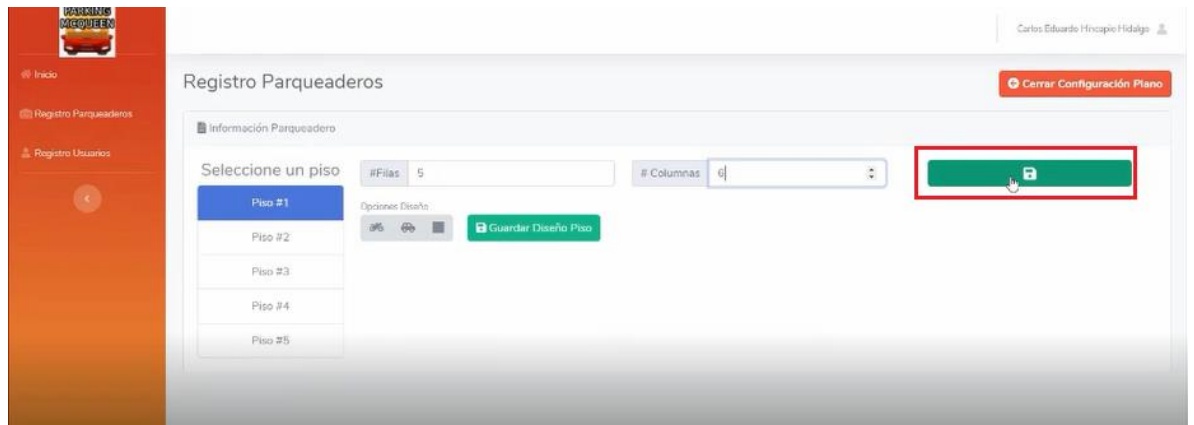 PARKING
MCQUEEN
Carlos Eduardo Hincapie Hidalgo
Inicio
Registro Parqueaderos
Registro Usuarios
Registro Parqueaderos
Cerrar Configuración Plano
Información Parqueadero
Seleccione un piso
#Filas 5
# Columnas 6
Piso #1
Piso #2
Piso #3
Piso #4
Piso #5
Opciones Diseño
Guardar Diseño Piso